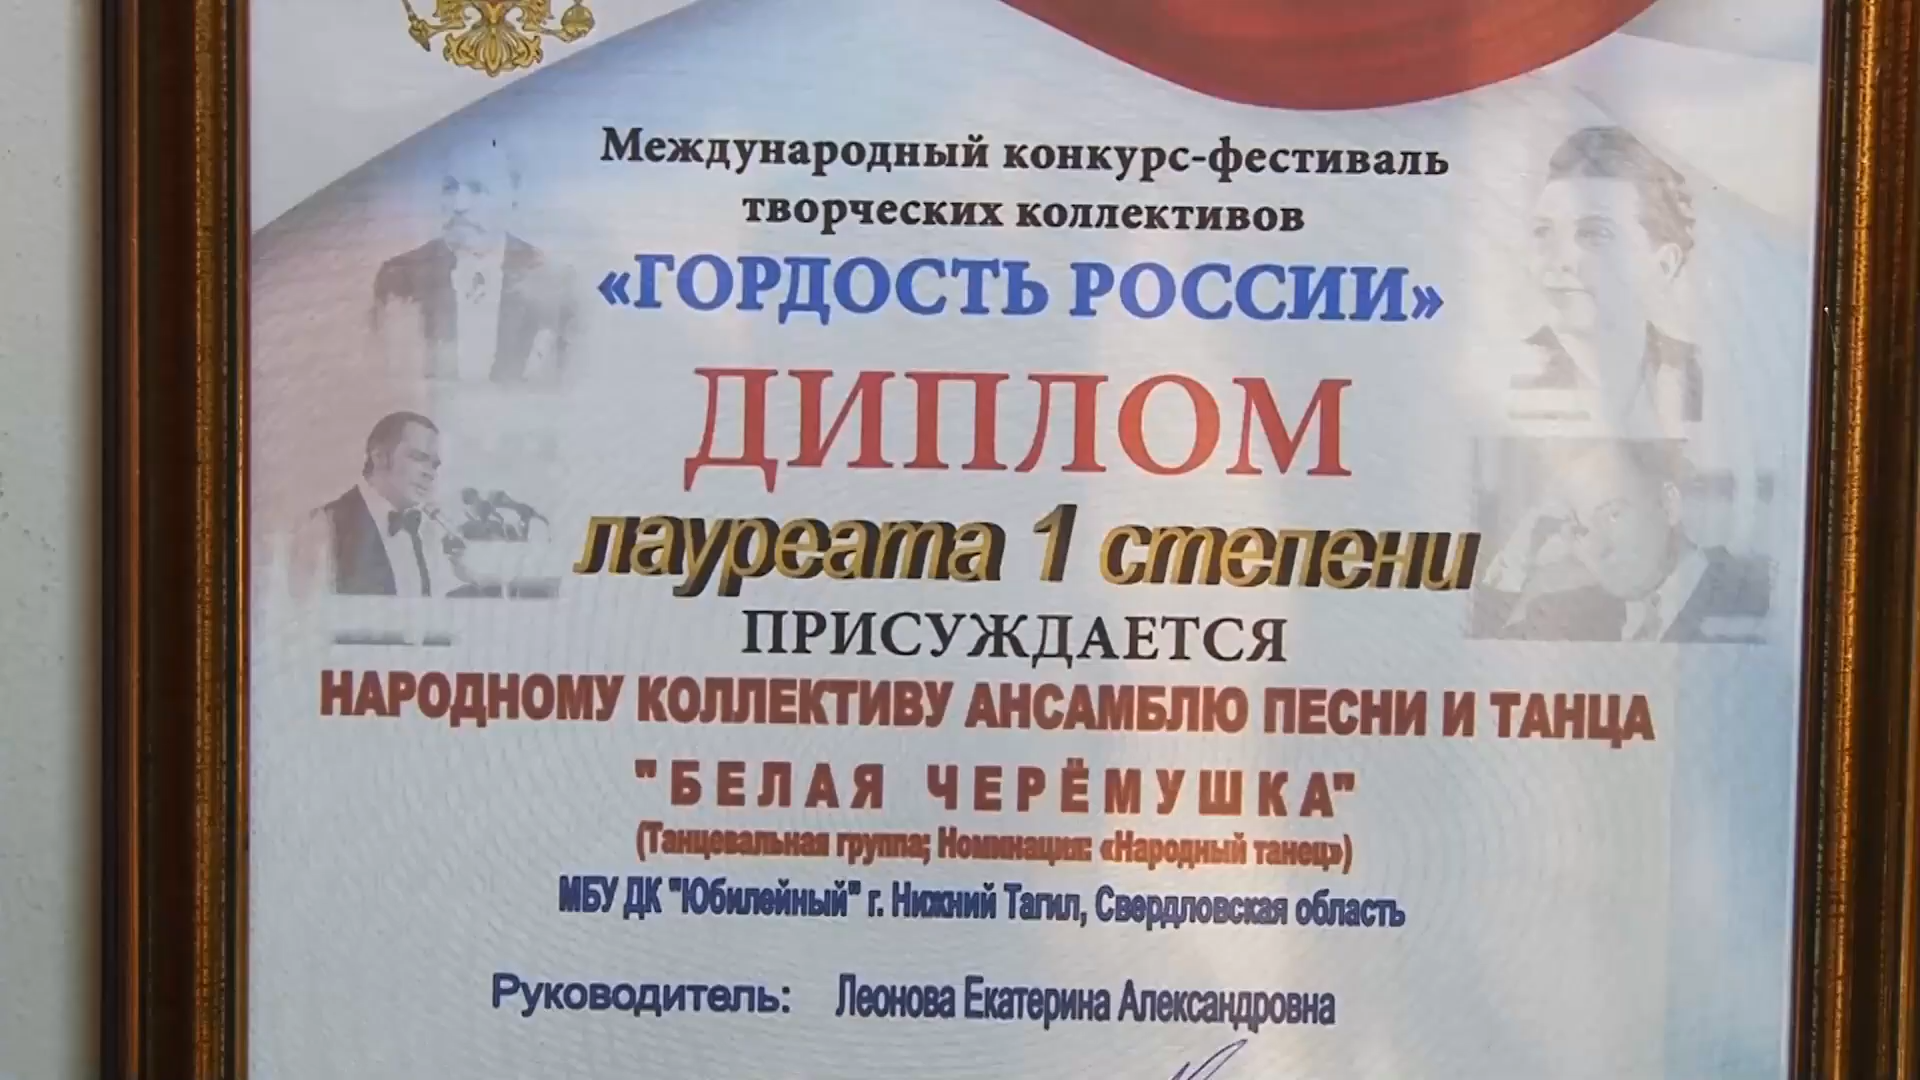 Международный конкурс-фестиваль
творческих коллективов
«ГОРДОСТЬ РОССИИ»
ДИПЛОМ
лауреата 1 степени
ПРИСУЖДАЕТСЯ
НАРОДНОМУ КОЛЛЕКТИВУ АНСАМБЛЮ ПЕСНИ И ТАНЦА
"БЕЛАЯ ЧЕРЁМУШКА"
(Танцевальная группа; Номинация: «Народный танец»)
МБУ ДК "Юбилейный" г. Нижний Тагил, Свердловская область
Руководитель: Леонова Екатерина Александровна